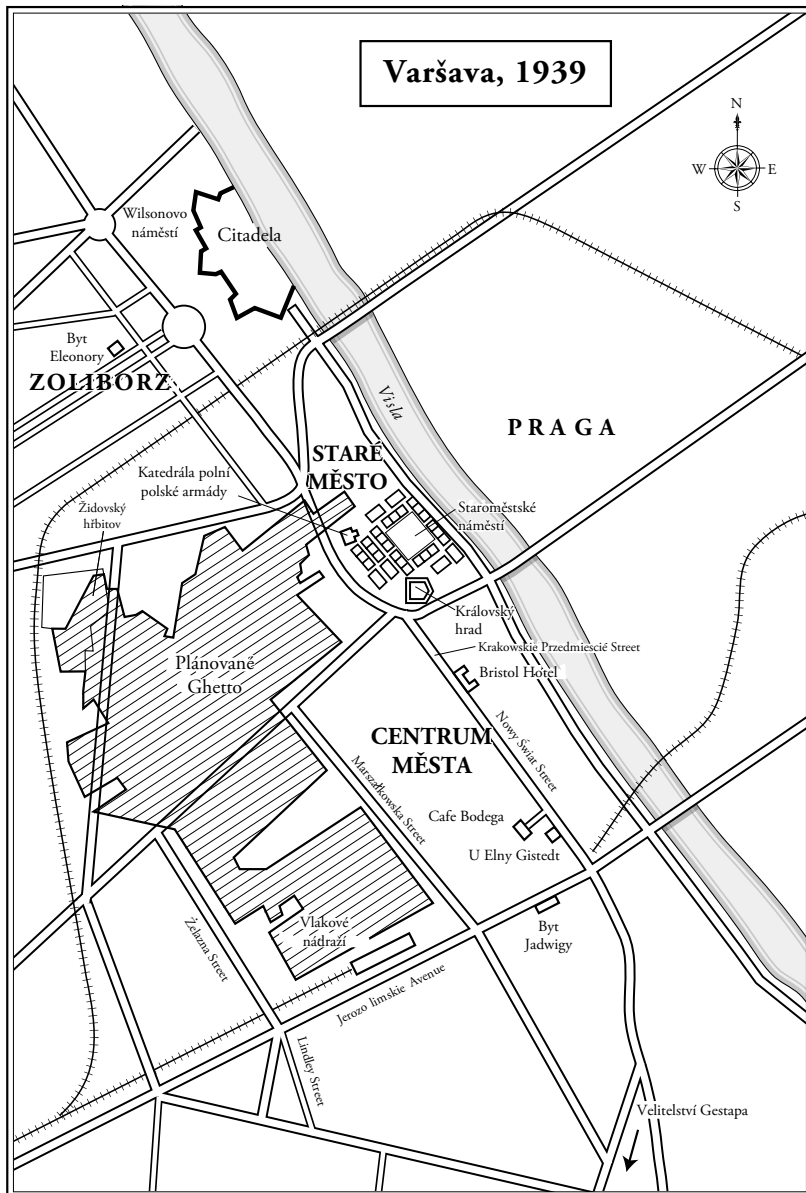 Varšava, 1939
N
W
E
S
Wilsonovo
náměstí
Citadela
Byt
Eleonory
ZOLIBORZ
Visla
PRAGA
STARÉ
MĚSTO
Katedrála polní
polské armády
Židovský
hřbitov
Staroměstské
náměstí
Královský
hrad
Krakowskie Przedmiescié Street
Bristol Hotel
Plánované
Ghetto
CENTRUM
MĚSTA
Nowy Świat Street
Marszałkowska Street
Cafe Bodega
U Elny Gistedt
Vlakové
nádraží
Byt
Jadwigy
Żelazna Street
Jerozo limskie Avenue
Lindley Street
Velitelství Gestapa